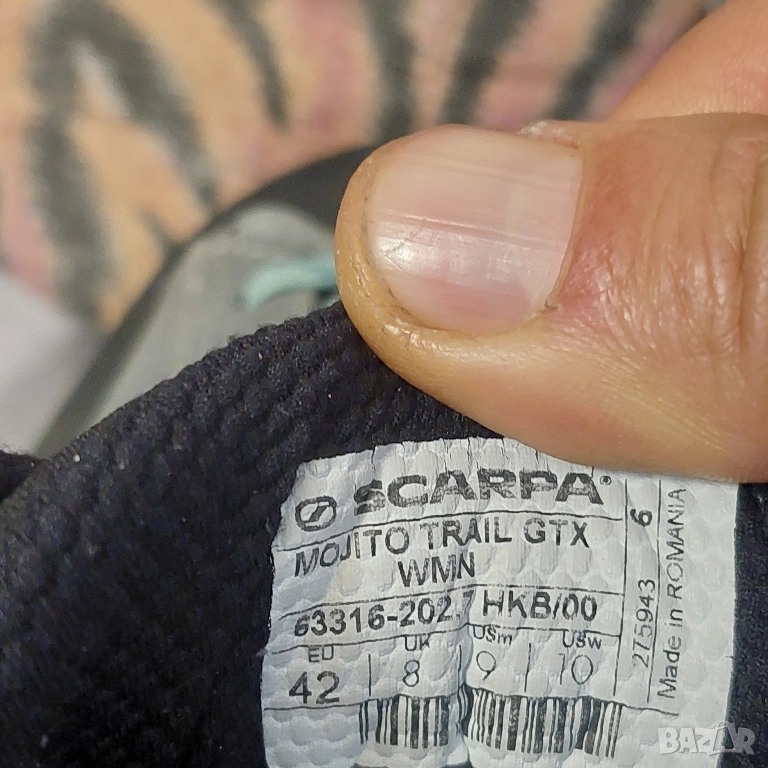 SCARPA
MOJITO TRAIL GTX
WMN
63316-202.7 HKB/00
EU UK USm USw
42 8 9 10
275943 6
Made in ROMANIA
BAZAR